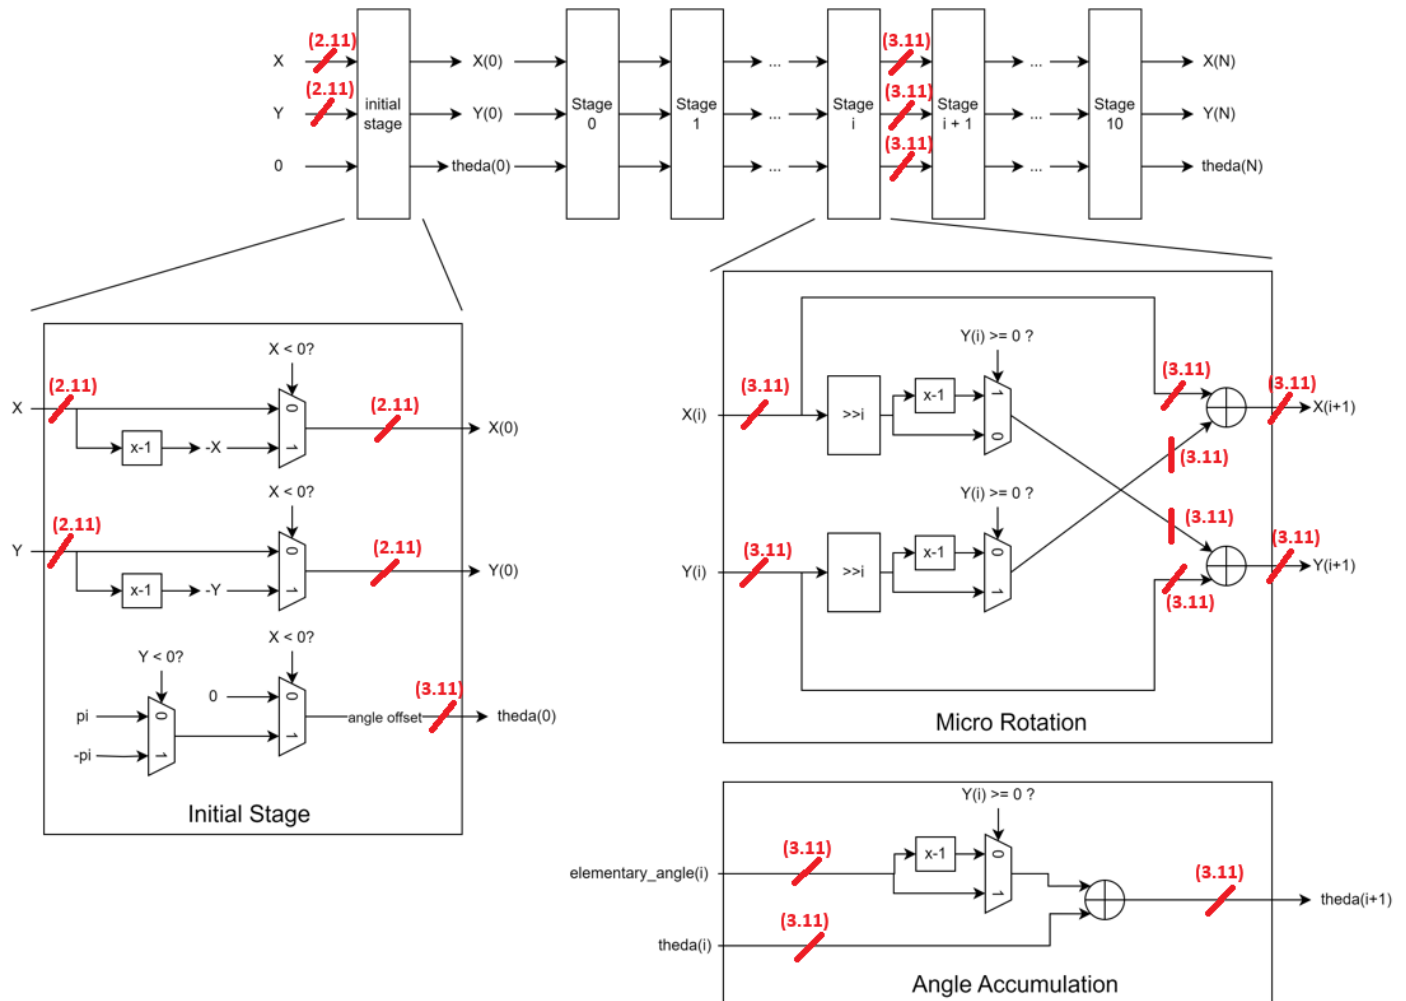 (2.11) (3.11)
X X(0) ... ... X(N)
(2.11) (3.11)
Y initial stage Y(0) Stage 0 Stage 1 ... Stage i Stage i + 1 ... Stage 10 Y(N)
(3.11)
0 theda(0) ... ... theda(N)
X < 0?
(2.11)
X 0 (2.11) X(0)
x-1 -X 1
X < 0?
(2.11)
Y 0 (2.11) Y(0)
x-1 -Y 1
X < 0?
Y < 0?
0 0 (3.11)
pi 0 angle offset theda(0)
-pi 1 1
Initial Stage
Y(i) >= 0 ?
(3.11) (3.11) (3.11)
X(i) >>i x-1 1 0 X(i+1)
(3.11)
Y(i) >= 0 ?
(3.11) (3.11) (3.11)
Y(i) >>i x-1 0 1 Y(i+1)
(3.11)
Micro Rotation
Y(i) >= 0 ?
(3.11) x-1 0
elementary_angle(i) 1 (3.11) theda(i+1)
(3.11)
theda(i)
Angle Accumulation